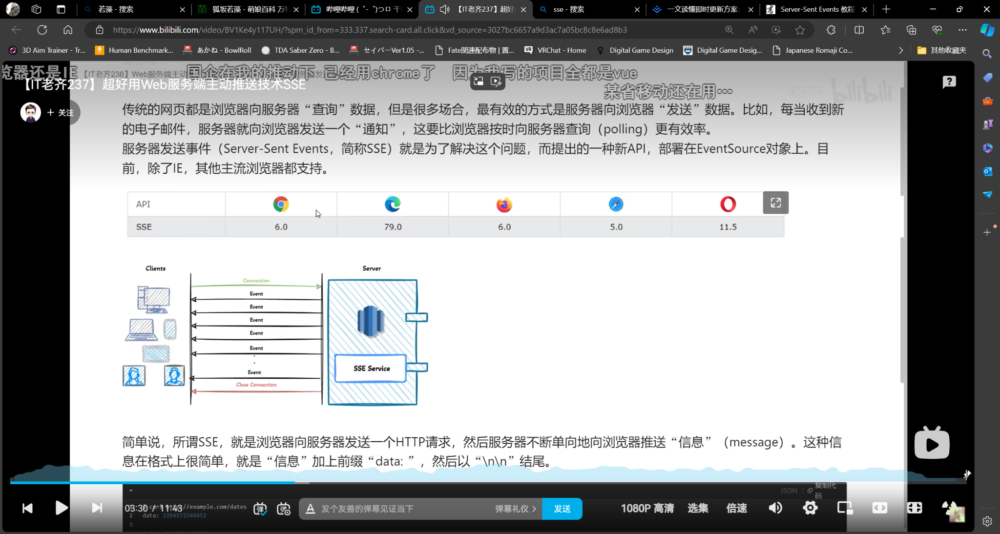 若藻 - 搜索
狐坂若藻 - 萌娘百科 万物
哔哩哔哩 ( ゜- ゜)つロ 干杯
【IT老齐237】超好
sse - 搜索
一文读懂即时更新方案:
Server-Sent Events 教程
https://www.bilibili.com/video/BV1Ke4y117UH/?spm_id_from=333.337.search-card.all.click&vd_source=3027bc6657a9d3ac7a05bc8c8e6ad8b3
3D Aim Trainer - Tr...
Human Benchmark...
あかね - BowlRoll
TDA Saber Zero - B...
セイバーVer1.05 -...
Fate関連配布物 | 置...
VRChat - Home
Digital Game Design
Digital Game Desig...
Japanese Romaji Co...
其他收藏夹
览器还是IE
国企在我的推动下 已经用chrome了
因为我写的项目全都是vue
【IT老齐236】Web服务端主动
某省移动还在用…
【IT老齐237】超好用Web服务端主动推送技术SSE
bilibili
+ 关注
传统的网页都是浏览器向服务器“查询”数据，但是很多场合，最有效的方式是服务器向浏览器“发送”数据。比如，每当收到新
的电子邮件，服务器就向浏览器发送一个“通知”，这要比浏览器按时向服务器查询（polling）更有效率。
服务器发送事件（Server-Sent Events，简称SSE）就是为了解决这个问题，而提出的一种新API，部署在EventSource对象上。目
前，除了IE，其他主流浏览器都支持。
API
SSE 6.0 79.0 6.0 5.0 11.5
Clients
Server
Connection
Event
Event
Event
Event
Event
Event
Close Connection
SSE Service
简单说，所谓SSE，就是浏览器向服务器发送一个HTTP请求，然后服务器不断单向地向浏览器推送“信息”（message）。这种信
息在格式上很简单，就是“信息”加上前缀“data: ”，然后以“\n\n”结尾。
JSON
复制代码
03:30 / 11:43
//example.com/dates
2 data: 1394572346452
3
发个友善的弹幕见证当下
弹幕礼仪 >
发送
1080P 高清
选集
倍速